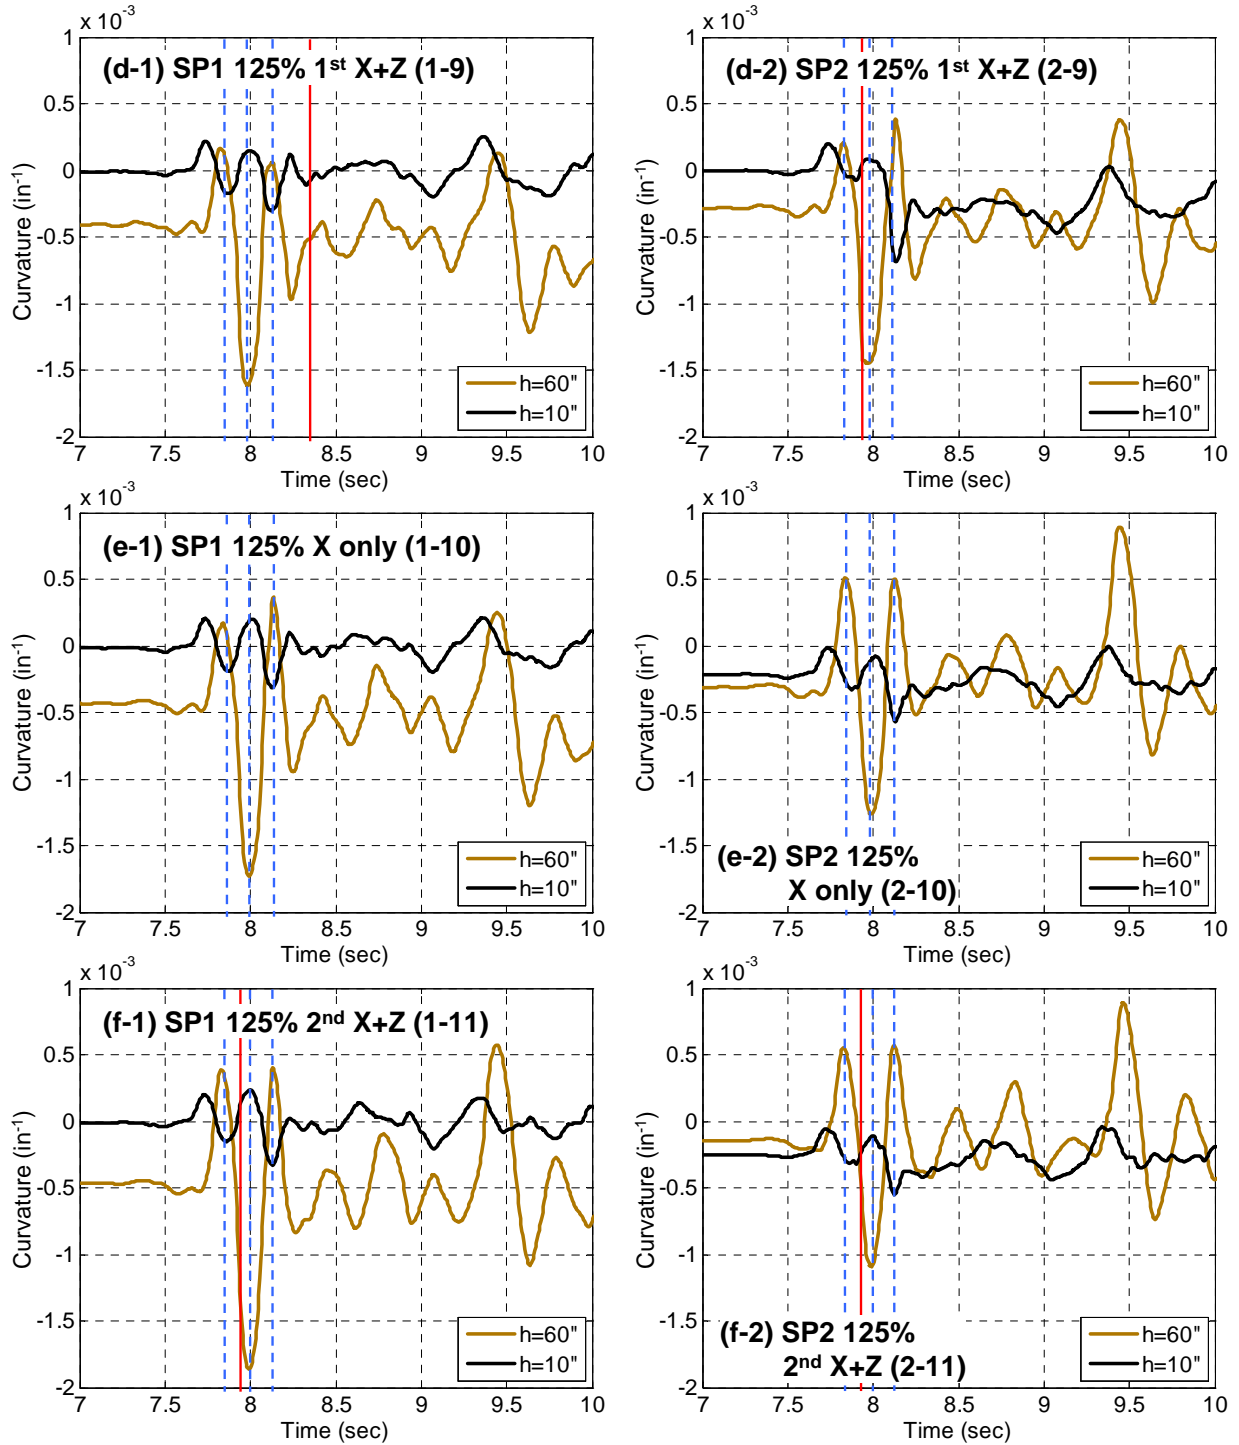 x 10-3
1
0.5
0
-0.5
-1
-1.5
-2
Curvature (in-1)
(d-1) SP1 125% 1st X+Z (1-9)
h=60"
h=10"
7 7.5 8 8.5 9 9.5 10
Time (sec)
x 10-3
1
0.5
0
-0.5
-1
-1.5
-2
Curvature (in-1)
(d-2) SP2 125% 1st X+Z (2-9)
h=60"
h=10"
7 7.5 8 8.5 9 9.5 10
Time (sec)
x 10-3
1
0.5
0
-0.5
-1
-1.5
-2
Curvature (in-1)
(e-1) SP1 125% X only (1-10)
h=60"
h=10"
7 7.5 8 8.5 9 9.5 10
Time (sec)
x 10-3
1
0.5
0
-0.5
-1
-1.5
-2
Curvature (in-1)
(e-2) SP2 125%
X only (2-10)
h=60"
h=10"
7 7.5 8 8.5 9 9.5 10
Time (sec)
x 10-3
1
0.5
0
-0.5
-1
-1.5
-2
Curvature (in-1)
(f-1) SP1 125% 2nd X+Z (1-11)
h=60"
h=10"
7 7.5 8 8.5 9 9.5 10
Time (sec)
x 10-3
1
0.5
0
-0.5
-1
-1.5
-2
Curvature (in-1)
(f-2) SP2 125%
2nd X+Z (2-11)
h=60"
h=10"
7 7.5 8 8.5 9 9.5 10
Time (sec)